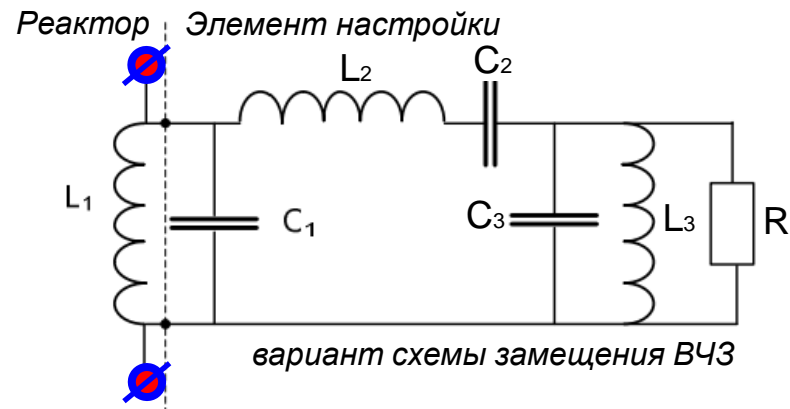 Реактор Элемент настройки
L2 C2
L1 C1 C3 L3 R
вариант схемы замещения ВЧЗ